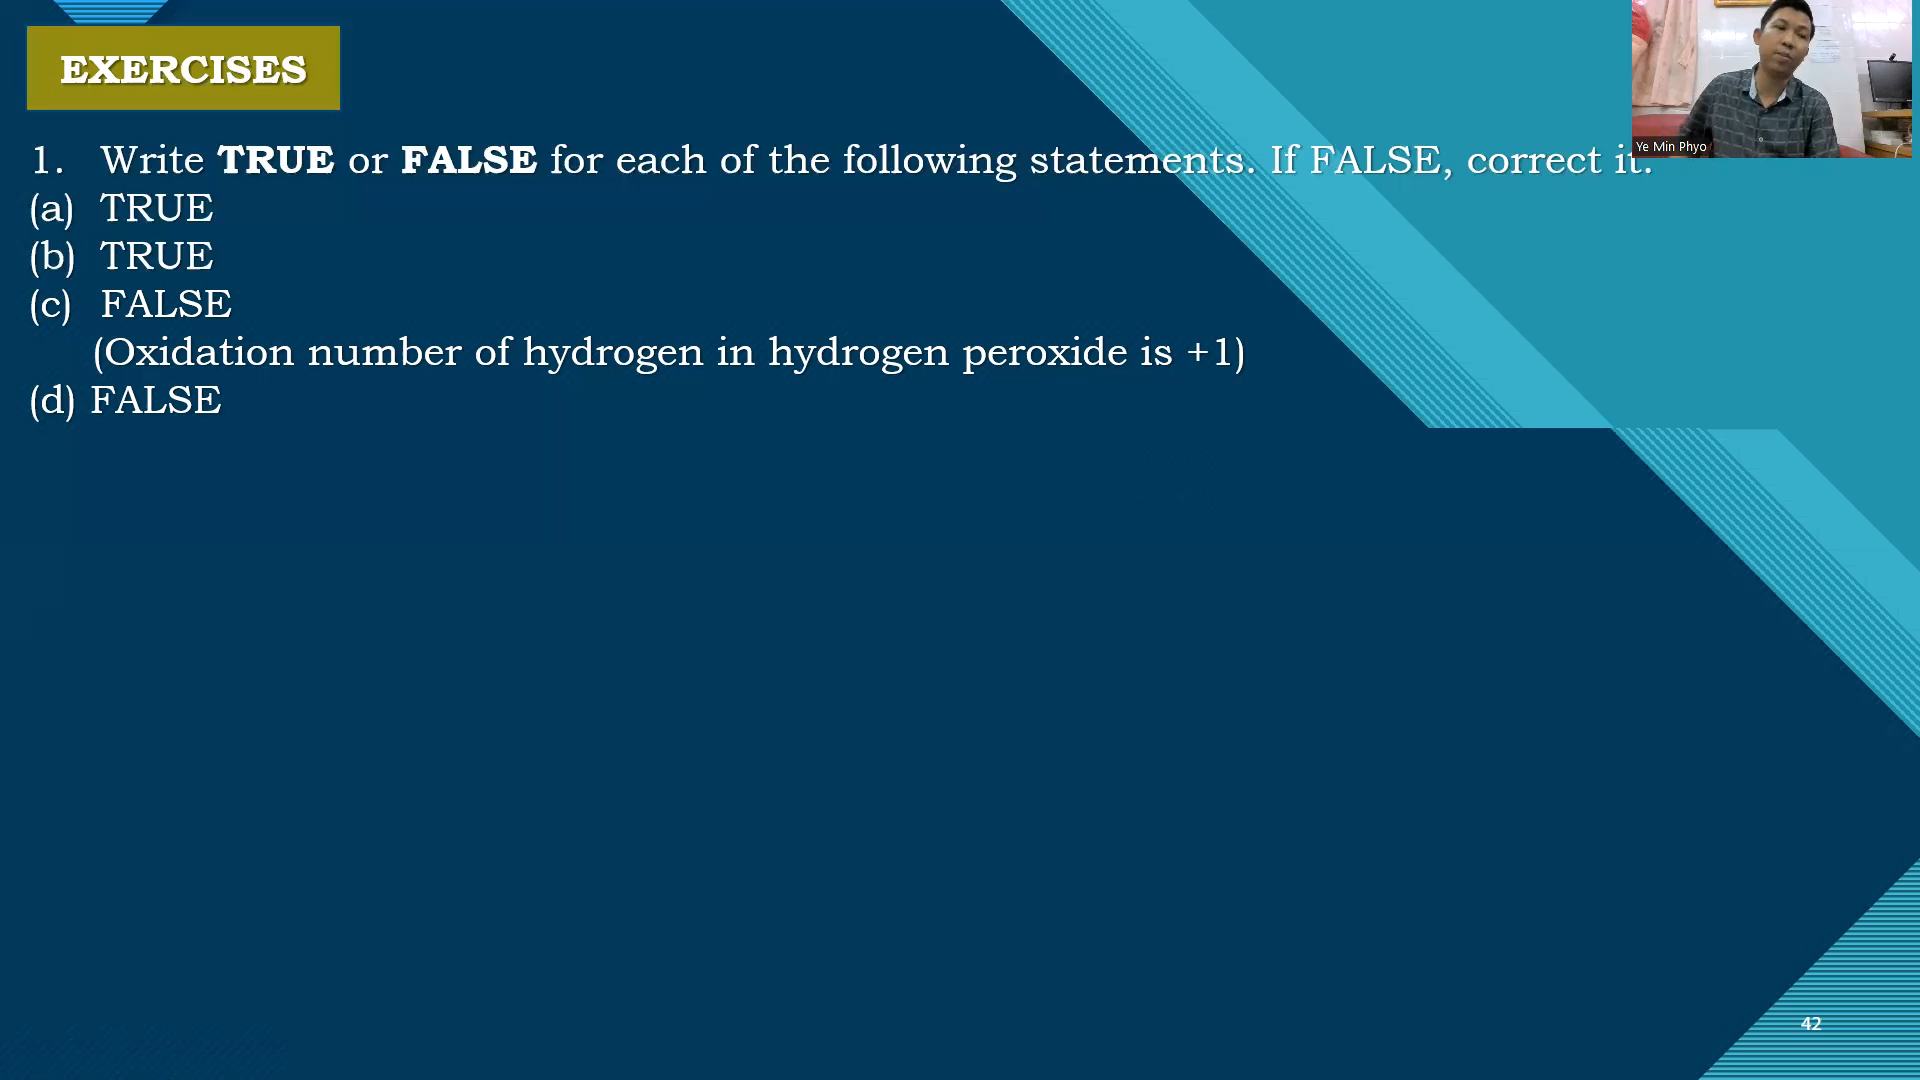 EXERCISES
1. Write TRUE or FALSE for each of the following statements. If FALSE, correct it.
(a) TRUE
(b) TRUE
(c) FALSE
(Oxidation number of hydrogen in hydrogen peroxide is +1)
(d) FALSE
Ye Min Phyo
42